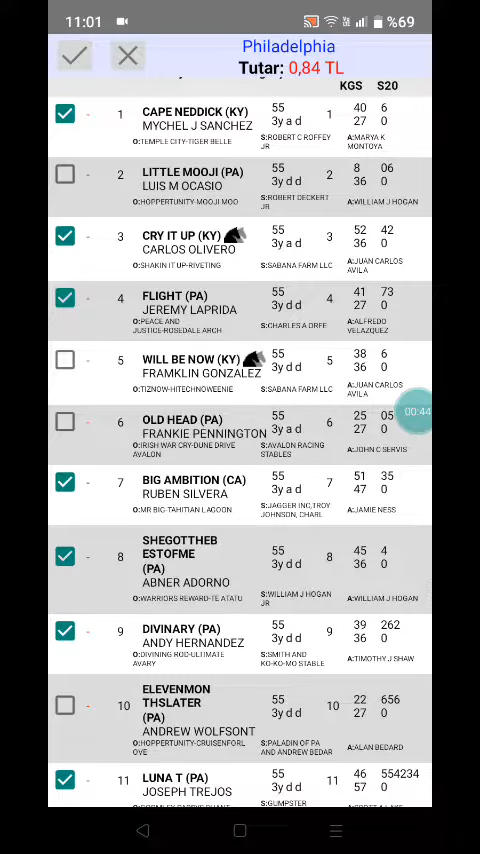 11:01 %69
Philadelphia
Tutar: 0,84 TL
KGS S20
1 CAPE NEDDICK (KY) 55 1 40 6
MYCHEL J SANCHEZ 3y a d 27 0
O:TEMPLE CITY-TIGER BELLE S:ROBERT C ROFFEY JR A:MARYA K MONTOYA
2 LITTLE MOOJI (PA) 55 2 8 06
LUIS M OCASIO 3y d d 36 0
O:HOPPERTUNITY-MOOJI MOO S:ROBERT DECKERT JR A:WILLIAM J HOGAN
3 CRY IT UP (KY) 55 3 52 42
CARLOS OLIVERO 3y a d 36 0
O:SHAKIN IT UP-RIVETING S:SABANA FARM LLC A:JUAN CARLOS AVILA
4 FLIGHT (PA) 55 4 41 73
JEREMY LAPRIDA 3y d d 27 0
O:PEACE AND JUSTICE-ROSEDALE ARCH S:CHARLES A ORFE A:ALFREDO VELAZQUEZ
5 WILL BE NOW (KY) 55 5 38 6
FRAMKLIN GONZALEZ 3y d d 36 0
O:TIZNOW-HITECHNOWEENIE S:SABANA FARM LLC A:JUAN CARLOS AVILA
00:44
6 OLD HEAD (PA) 55 6 25 05
FRANKIE PENNINGTON 3y a d 27 0
O:IRISH WAR CRY-DUNE DRIVE AVALON S:AVALON RACING STABLES A:JOHN C SERVIS
7 BIG AMBITION (CA) 55 7 51 35
RUBEN SILVERA 3y a d 47 0
O:MR BIG-TAHITIAN LAGOON S:JAGGER INC,TROY JOHNSON, CHARL A:JAMIE NESS
8 SHEGOTTHEB ESTOFME (PA) 55 8 45 4
ABNER ADORNO 3y d d 36 0
O:WARRIORS REWARD-TE ATATU S:WILLIAM J HOGAN JR A:WILLIAM J HOGAN
9 DIVINARY (PA) 55 9 39 262
ANDY HERNANDEZ 3y d d 36 0
O:DIVINING ROD-ULTIMATE AVARY S:SMITH AND KO-KO-MO STABLE A:TIMOTHY J SHAW
10 ELEVENMON THSLATER (PA) 55 10 22 656
ANDREW WOLFSONT 3y d d 27 0
O:HOPPERTUNITY-CRUISENFORL OVE S:PALADIN OF PA AND ANDREW BEDAR A:ALAN BEDARD
11 LUNA T (PA) 55 11 46 554234
JOSEPH TREJOS 3y d d 57 0
S:GUMPSTER